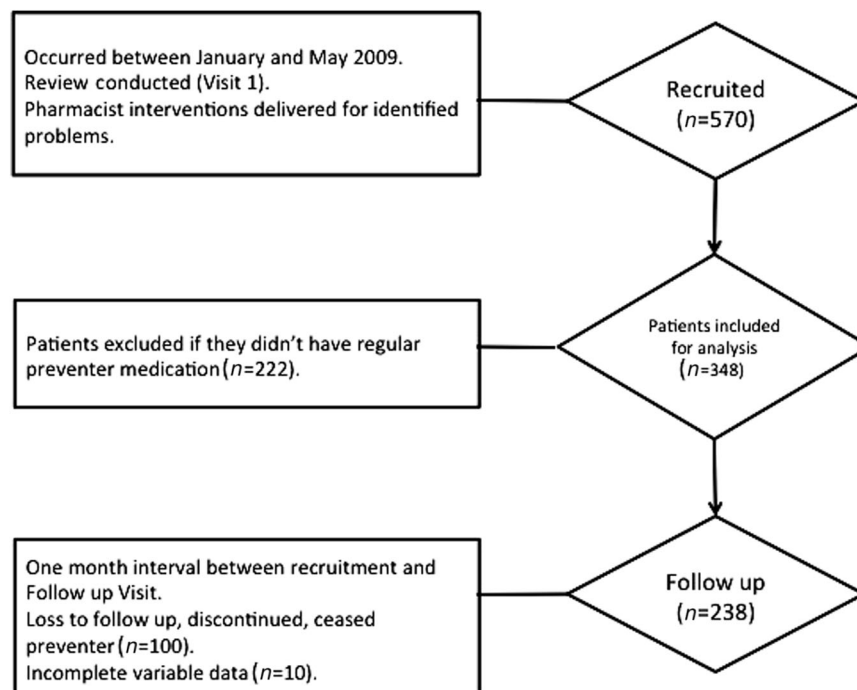 Occurred between January and May 2009.
Review conducted (Visit 1).
Pharmacist interventions delivered for identified
problems.
Recruited
(n=570)
Patients excluded if they didn't have regular
preventer medication (n=222).
Patients included
for analysis
(n=348)
One month interval between recruitment and
Follow up Visit.
Loss to follow up, discontinued, ceased
preventer (n=100).
Incomplete variable data (n=10).
Follow up
(n=238)